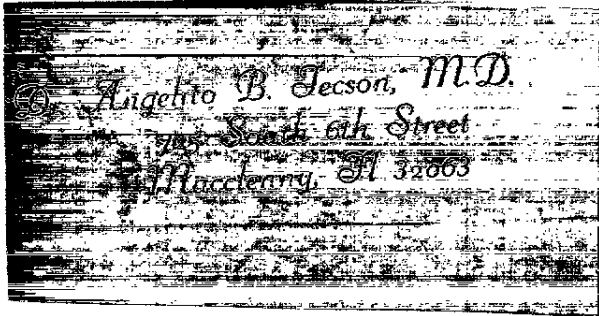 Angelito B. Tecson, M.D.
South 6th Street
Macclenny, Fl 32063